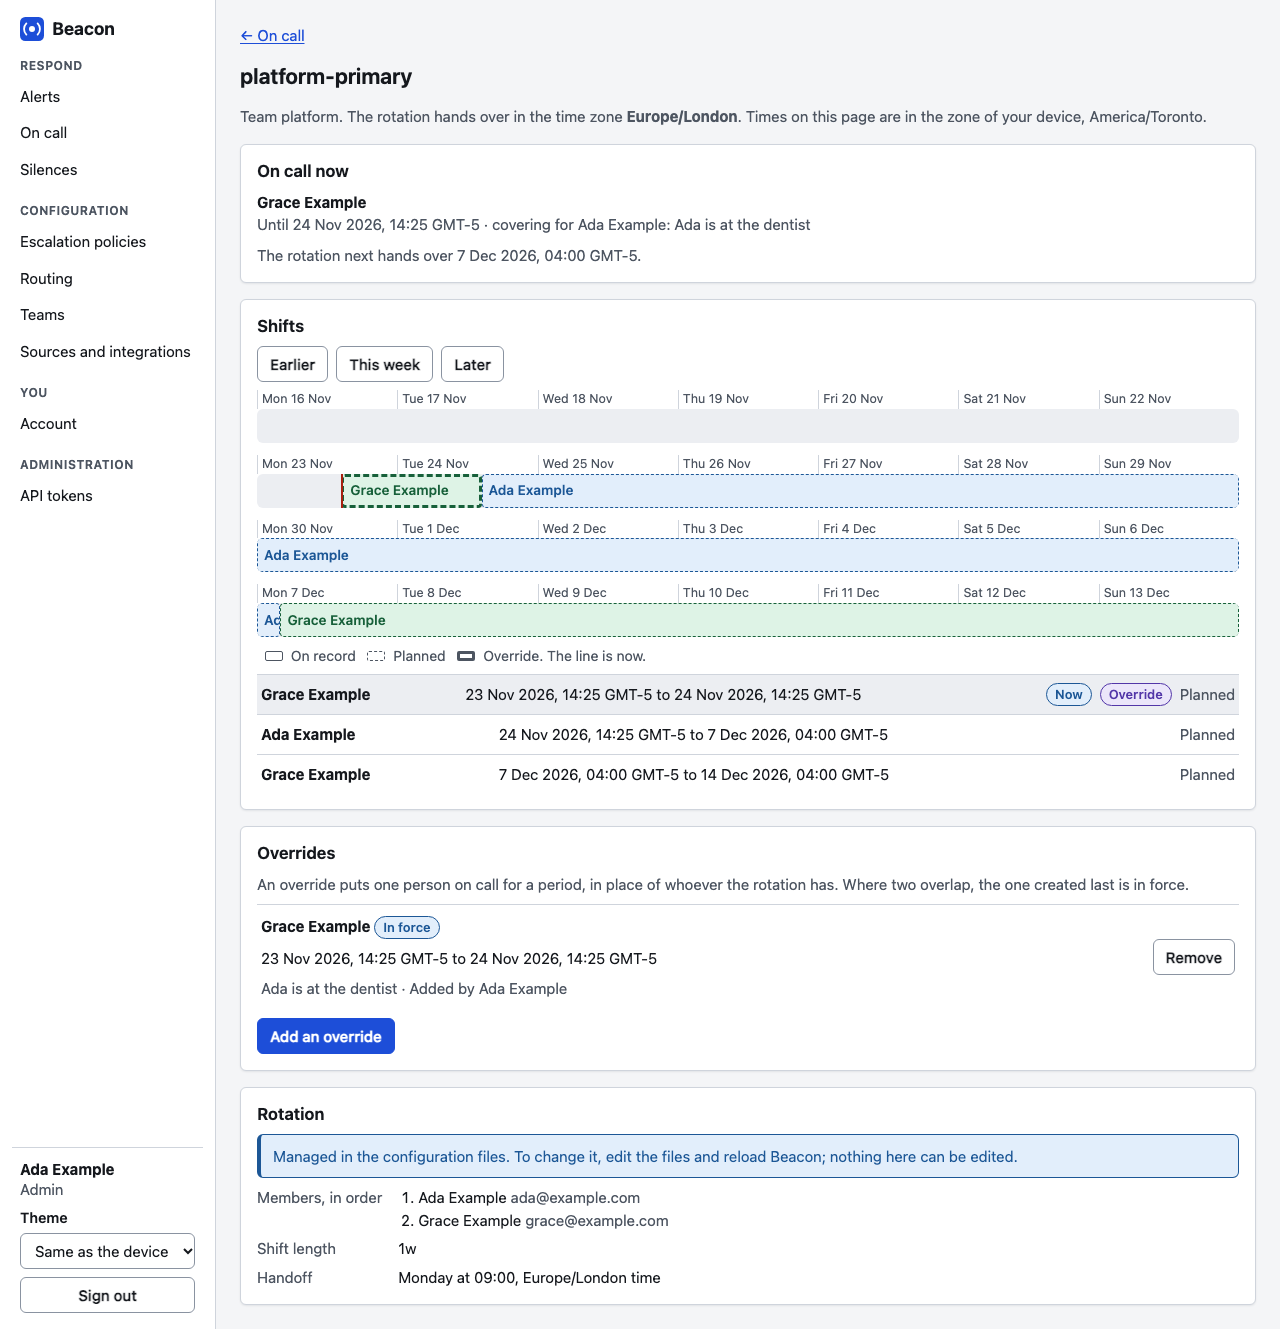 Beacon
RESPOND
Alerts
On call
Silences
CONFIGURATION
Escalation policies
Routing
Teams
Sources and integrations
YOU
Account
ADMINISTRATION
API tokens
Ada Example
Admin
Theme
Same as the device
Sign out
← On call
platform-primary
Team platform. The rotation hands over in the time zone Europe/London. Times on this page are in the zone of your device, America/Toronto.
On call now
Grace Example
Until 24 Nov 2026, 14:25 GMT-5 · covering for Ada Example: Ada is at the dentist
The rotation next hands over 7 Dec 2026, 04:00 GMT-5.
Shifts
Earlier This week Later
Mon 16 Nov Tue 17 Nov Wed 18 Nov Thu 19 Nov Fri 20 Nov Sat 21 Nov Sun 22 Nov
Mon 23 Nov Tue 24 Nov Wed 25 Nov Thu 26 Nov Fri 27 Nov Sat 28 Nov Sun 29 Nov
Grace Example Ada Example
Mon 30 Nov Tue 1 Dec Wed 2 Dec Thu 3 Dec Fri 4 Dec Sat 5 Dec Sun 6 Dec
Ada Example
Mon 7 Dec Tue 8 Dec Wed 9 Dec Thu 10 Dec Fri 11 Dec Sat 12 Dec Sun 13 Dec
Ad Grace Example
On record Planned Override. The line is now.
Grace Example 23 Nov 2026, 14:25 GMT-5 to 24 Nov 2026, 14:25 GMT-5 Now Override Planned
Ada Example 24 Nov 2026, 14:25 GMT-5 to 7 Dec 2026, 04:00 GMT-5 Planned
Grace Example 7 Dec 2026, 04:00 GMT-5 to 14 Dec 2026, 04:00 GMT-5 Planned
Overrides
An override puts one person on call for a period, in place of whoever the rotation has. Where two overlap, the one created last is in force.
Grace Example In force
23 Nov 2026, 14:25 GMT-5 to 24 Nov 2026, 14:25 GMT-5
Remove
Ada is at the dentist · Added by Ada Example
Add an override
Rotation
Managed in the configuration files. To change it, edit the files and reload Beacon; nothing here can be edited.
Members, in order 1. Ada Example ada@example.com
2. Grace Example grace@example.com
Shift length 1w
Handoff Monday at 09:00, Europe/London time